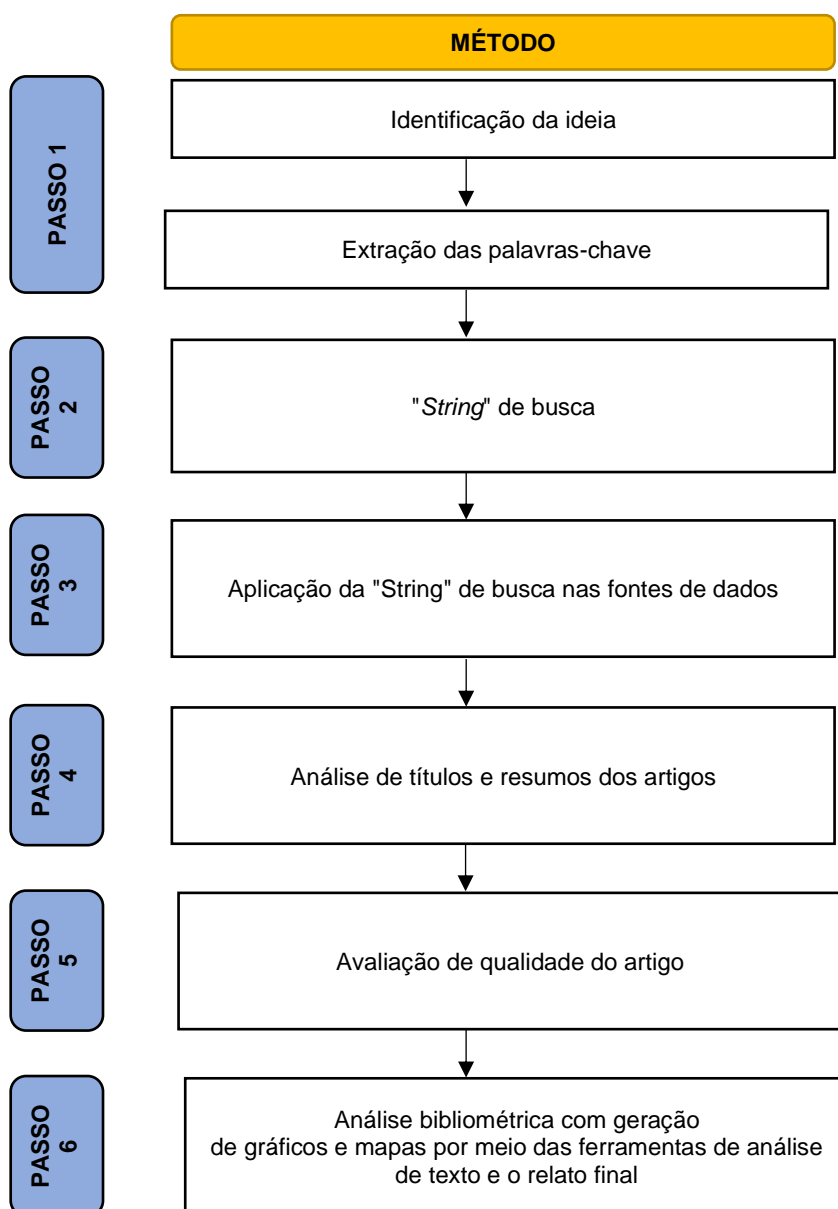 MÉTODO
PASSO 1
Identificação da ideia
Extração das palavras-chave
PASSO
2
"String" de busca
PASSO
3
Aplicação da "String" de busca nas fontes de dados
PASSO
4
Análise de títulos e resumos dos artigos
PASSO
5
Avaliação de qualidade do artigo
PASSO
6
Análise bibliométrica com geração
de gráficos e mapas por meio das ferramentas de análise
de texto e o relato final